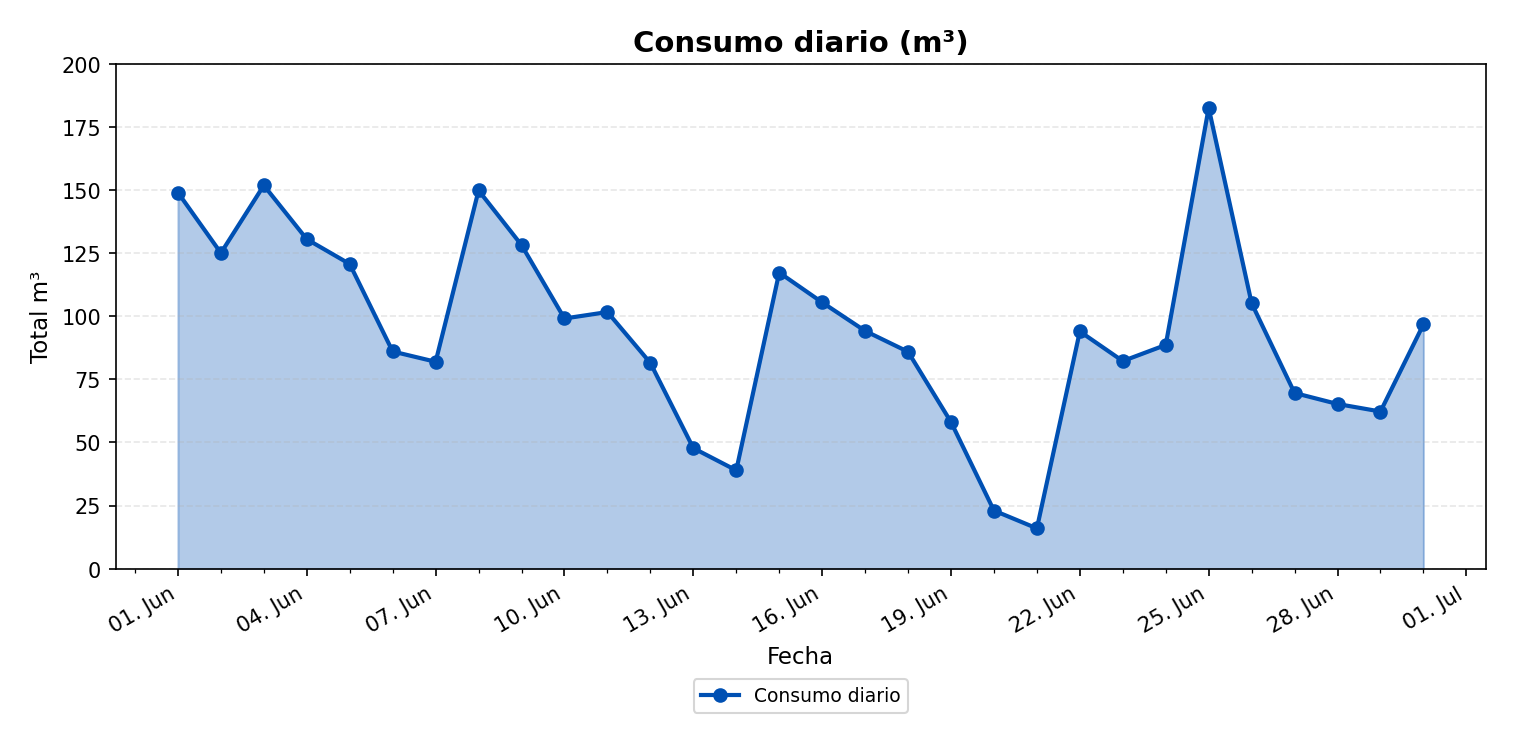 Consumo diario (m³)
Total m³
200
175
150
125
100
75
50
25
0
01. Jun
04. Jun
07. Jun
10. Jun
13. Jun
16. Jun
19. Jun
22. Jun
25. Jun
28. Jun
01. Jul
Fecha
Consumo diario